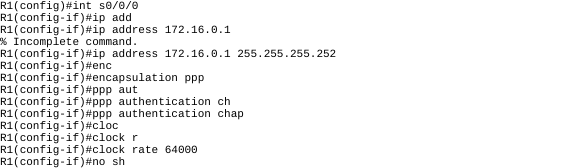 R1(config)#int s0/0/0
R1(config-if)#ip add
R1(config-if)#ip address 172.16.0.1
% Incomplete command.
R1(config-if)#ip address 172.16.0.1 255.255.255.252
R1(config-if)#enc
R1(config-if)#encapsulation ppp
R1(config-if)#ppp aut
R1(config-if)#ppp authentication ch
R1(config-if)#ppp authentication chap
R1(config-if)#cloc
R1(config-if)#clock r
R1(config-if)#clock rate 64000
R1(config-if)#no sh